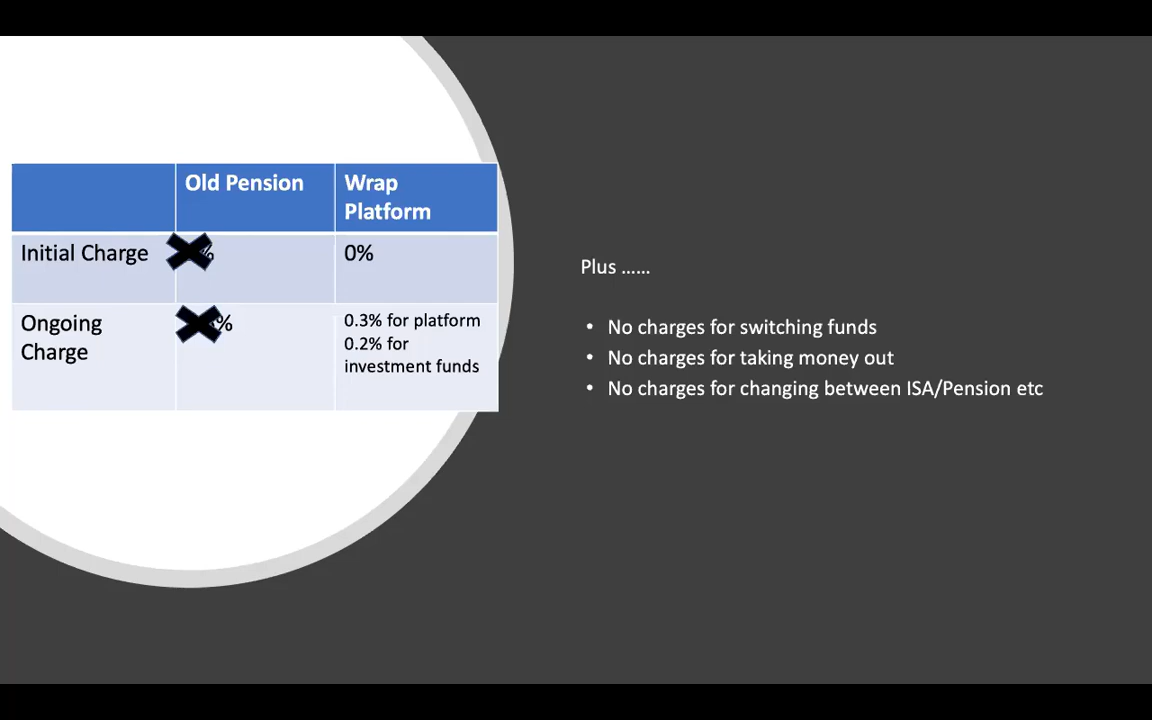 Old Pension
Wrap
Platform
Initial Charge
%
0%
Ongoing
Charge
%
0.3% for platform
0.2% for
investment funds
Plus ......
• No charges for switching funds
• No charges for taking money out
• No charges for changing between ISA/Pension etc